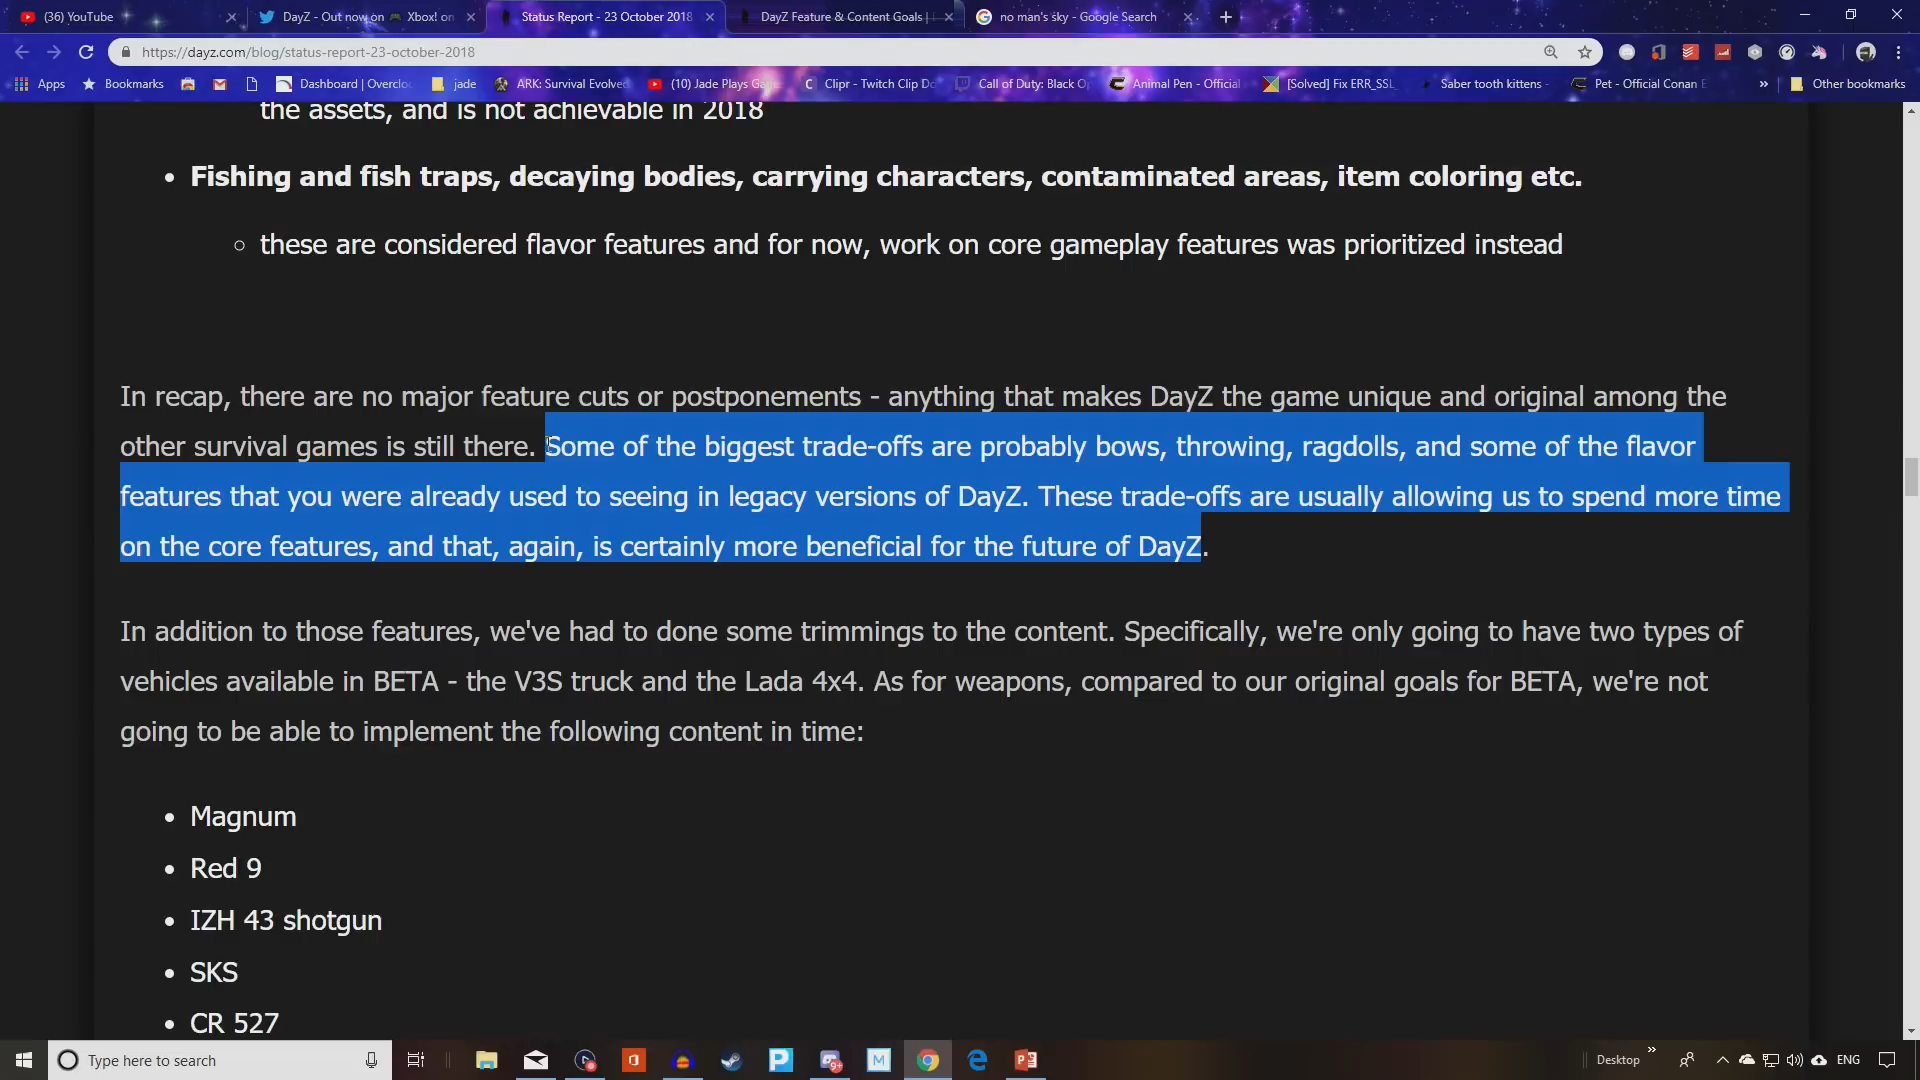 (36) YouTube
DayZ - Out now on 🎮 Xbox! on
Status Report - 23 October 2018
DayZ Feature & Content Goals |
no man's sky - Google Search
https://dayz.com/blog/status-report-23-october-2018
Apps
Bookmarks
Dashboard | Overclo
jade
ARK: Survival Evolved
(10) Jade Plays Ga
Clipr - Twitch Clip Do
Call of Duty: Black O
Animal Pen - Official
[Solved] Fix ERR_SSL
Saber tooth kittens -
Pet - Official Conan E
»
Other bookmarks
the assets, and is not achievable in 2018
• Fishing and fish traps, decaying bodies, carrying characters, contaminated areas, item coloring etc.
○ these are considered flavor features and for now, work on core gameplay features was prioritized instead
In recap, there are no major feature cuts or postponements - anything that makes DayZ the game unique and original among the
other survival games is still there. Some of the biggest trade-offs are probably bows, throwing, ragdolls, and some of the flavor
features that you were already used to seeing in legacy versions of DayZ. These trade-offs are usually allowing us to spend more time
on the core features, and that, again, is certainly more beneficial for the future of DayZ.
In addition to those features, we've had to done some trimmings to the content. Specifically, we're only going to have two types of
vehicles available in BETA - the V3S truck and the Lada 4x4. As for weapons, compared to our original goals for BETA, we're not
going to be able to implement the following content in time:
• Magnum
• Red 9
• IZH 43 shotgun
• SKS
• CR 527
Type here to search
9+
Desktop
»
ENG